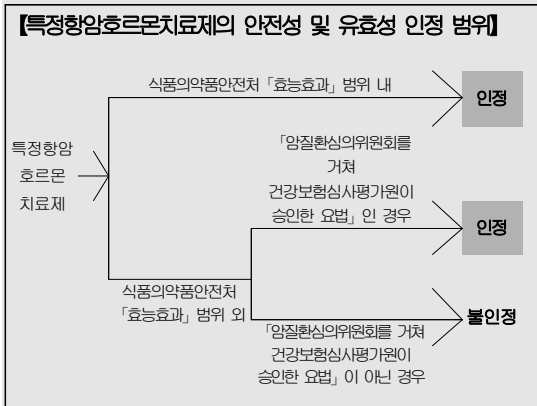 【특정항암호르몬치료제의 안전성 및 유효성 인정 범위】
식품의약품안전처 「효능효과」 범위 내
인정
특정항암
호르몬
치료제
「암질환심의위원회를
거쳐
건강보험심사평가원이
승인한 요법」 인 경우
인정
식품의약품안전처
「효능효과」 범위 외
불인정
「암질환심의위원회를 거쳐
건강보험심사평가원이
승인한 요법」 이 아닌 경우